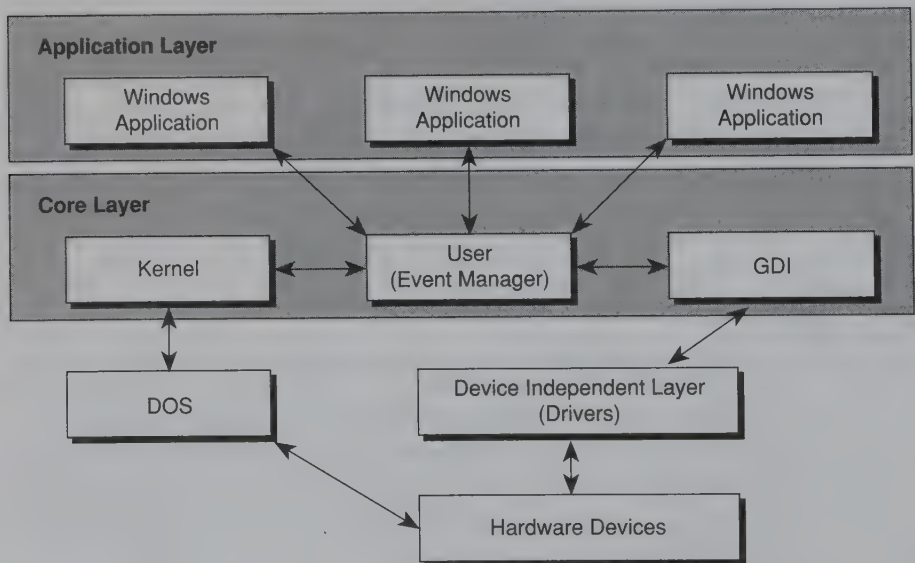 Application Layer
Windows
Application
Windows
Application
Windows
Application
Core Layer
Kernel
User
(Event Manager)
GDI
DOS
Device Independent Layer
(Drivers)
Hardware Devices